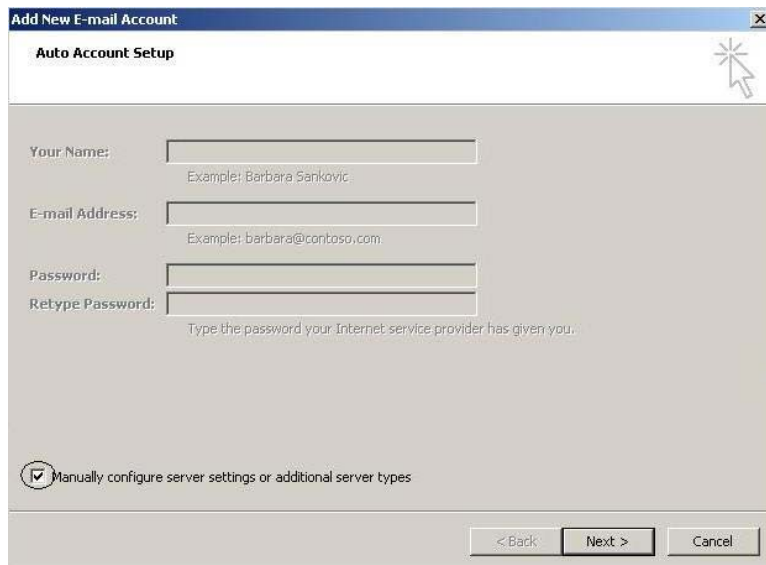 Add New E-mail Account
Auto Account Setup
Your Name:
Example: Barbara Sankovic
E-mail Address:
Example: barbara@contoso.com
Password:
Retype Password:
Type the password your Internet service provider has given you.
Manually configure server settings or additional server types
< Back Next > Cancel